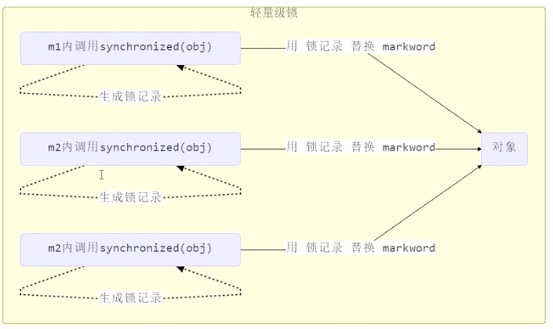 轻量级锁
m1内调用synchronized(obj)
用 锁记录 替换 markword
生成锁记录
m2内调用synchronized(obj)
用 锁记录 替换 markword
对象
生成锁记录
m2内调用synchronized(obj)
用 锁记录 替换 markword
生成锁记录